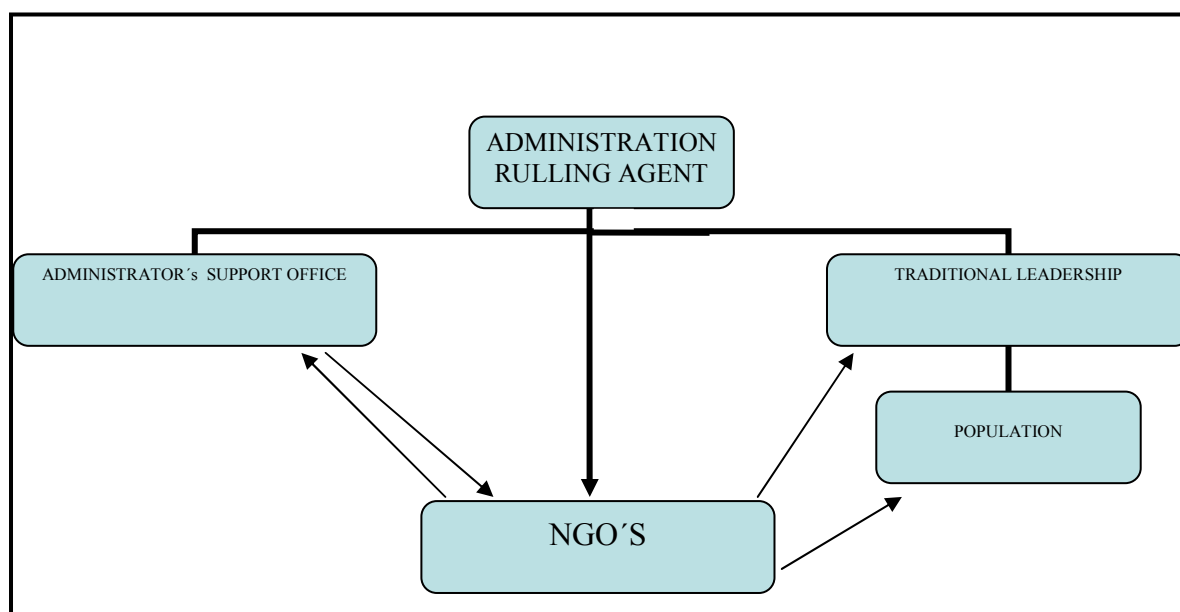 ADMINISTRATION
RULLING AGENT
ADMINISTRATOR´s SUPPORT OFFICE
TRADITIONAL LEADERSHIP
POPULATION
NGO´S